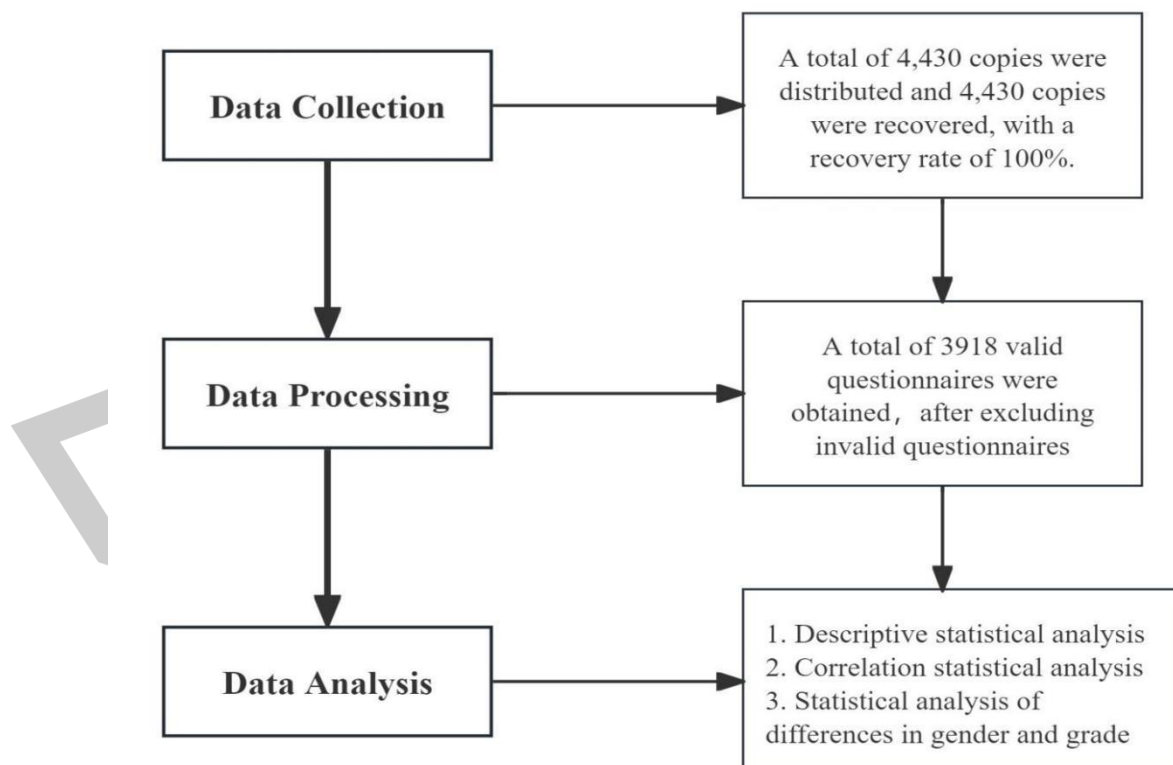 Data Collection
A total of 4,430 copies were
distributed and 4,430 copies
were recovered, with a
recovery rate of 100%.
Data Processing
A total of 3918 valid
questionnaires were
obtained，after excluding
invalid questionnaires
Data Analysis
1. Descriptive statistical analysis
2. Correlation statistical analysis
3. Statistical analysis of
differences in gender and grade